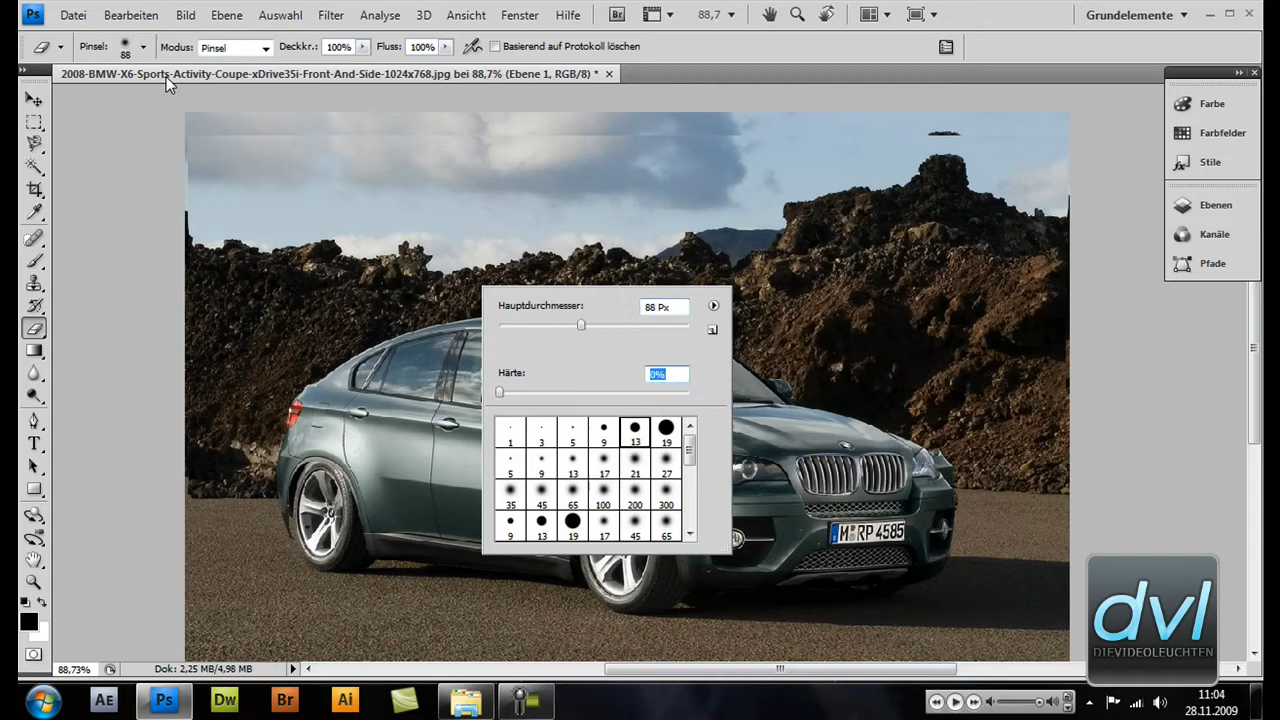 Ps Datei Bearbeiten Bild Ebene Auswahl Filter Analyse 3D Ansicht Fenster Hilfe Br 88,7 Grundelemente
Pinsel: 88 Modus: Pinsel Deckkr.: 100% Fluss: 100% Basierend auf Protokoll löschen
2008-BMW-X6-Sports-Activity-Coupe-xDrive35i-Front-And-Side-1024x768.jpg bei 88,7% (Ebene 1, RGB/8) *
Farbe
Farbfelder
Stile
Ebenen
Kanäle
Pfade
Hauptdurchmesser: 88 Px
Härte: 0%
1 3 5 9 13 19
5 9 13 17 21 27
35 45 65 100 200 300
9 13 19 17 45 65
M RP 4585
dvl
DIEVIDEOLEUCHTEN
88,73% Dok: 2,25 MB/4,98 MB
AE Ps Dw Br Ai
11:04
28.11.2009